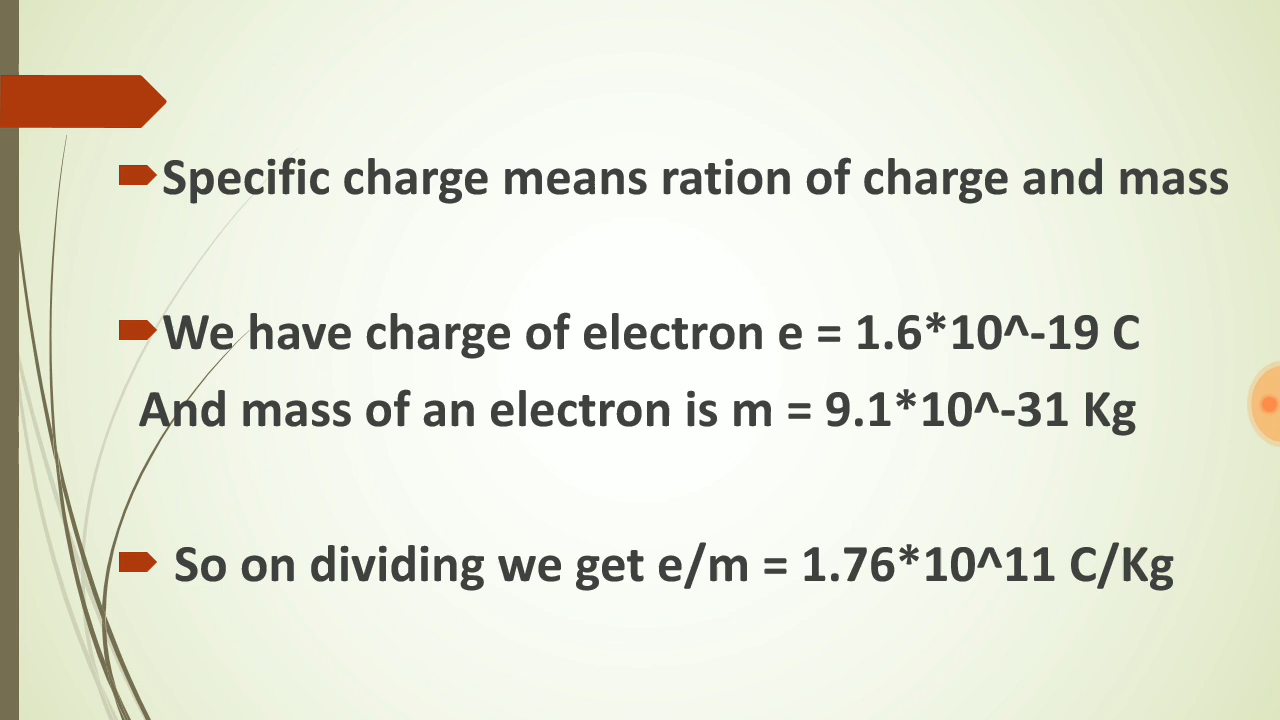 Specific charge means ration of charge and mass
We have charge of electron e = 1.6*10^-19 C
And mass of an electron is m = 9.1*10^-31 Kg
So on dividing we get e/m = 1.76*10^11 C/Kg